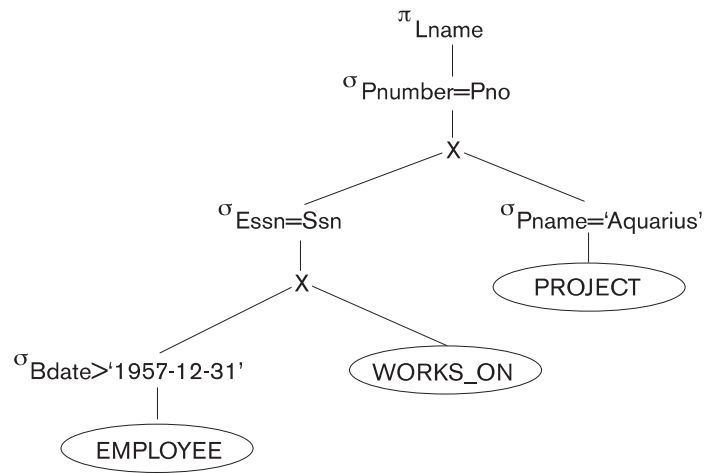 π Lname
σ Pnumber=Pno
X
σ Essn=Ssn
σ Pname=‘Aquarius’
X
PROJECT
σ Bdate>‘1957-12-31’
WORKS_ON
EMPLOYEE